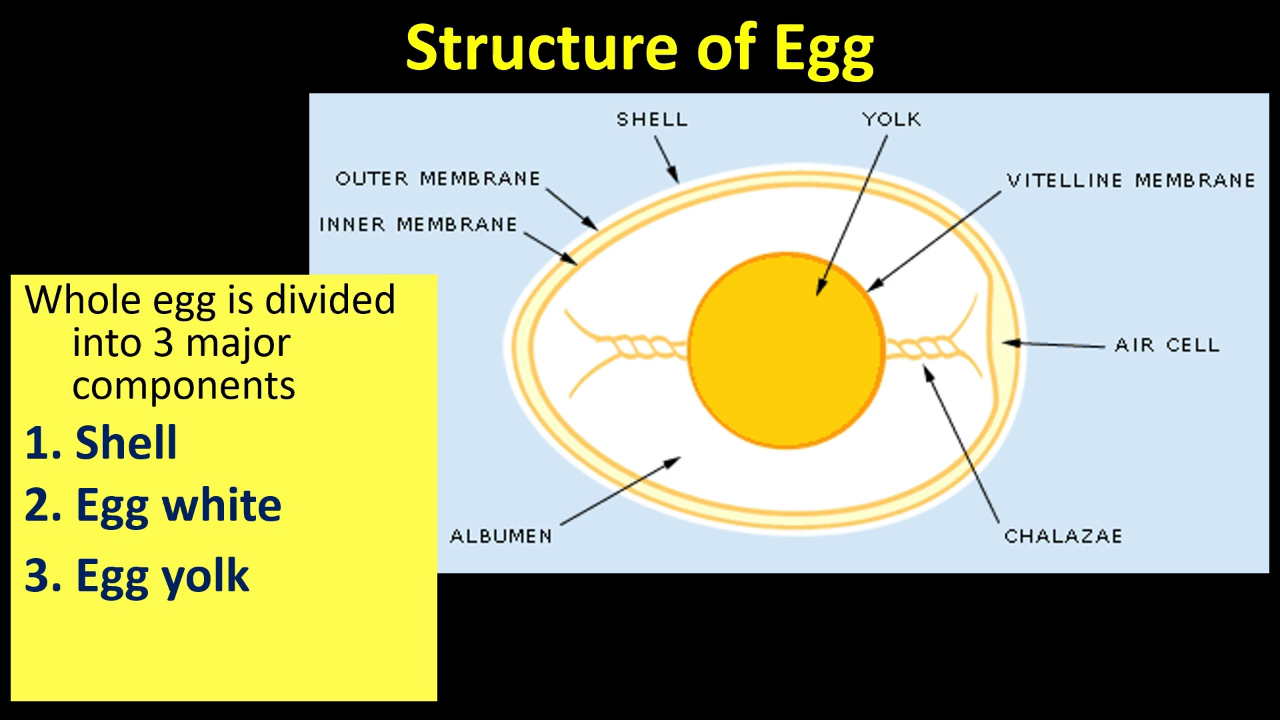 Structure of Egg
SHELL
YOLK
OUTER MEMBRANE
VITELLINE MEMBRANE
INNER MEMBRANE
AIR CELL
ALBUMEN
CHALAZAE
Whole egg is divided
into 3 major
components
1. Shell
2. Egg white
3. Egg yolk